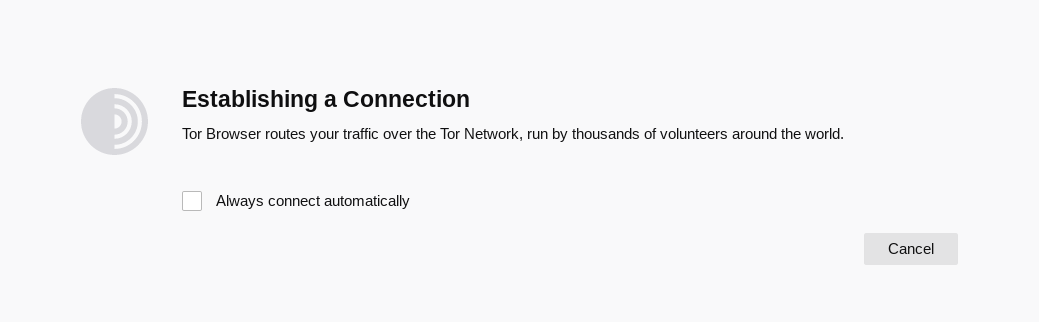 Establishing a Connection
Tor Browser routes your traffic over the Tor Network, run by thousands of volunteers around the world.
Always connect automatically
Cancel